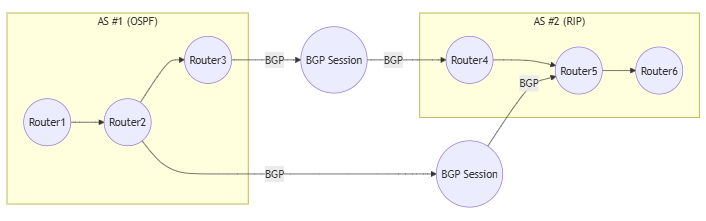 AS #1 (OSPF)
AS #2 (RIP)
Router3
BGP
BGP Session
BGP
Router4
Router5
Router6
BGP
Router1
Router2
BGP
BGP Session